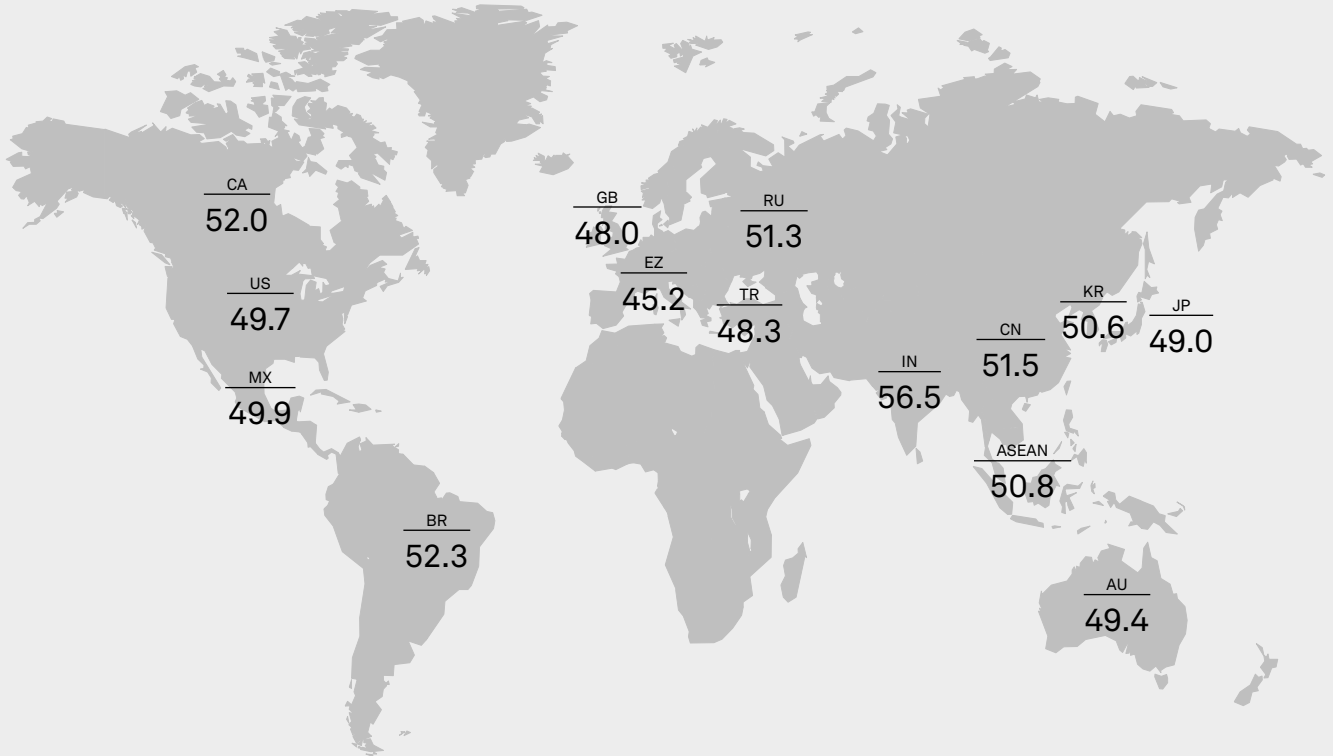 CA
52.0
GB
48.0
RU
51.3
EZ
45.2
US
49.7
TR
48.3
KR
50.6
JP
49.0
CN
51.5
IN
56.5
MX
49.9
ASEAN
50.8
BR
52.3
AU
49.4